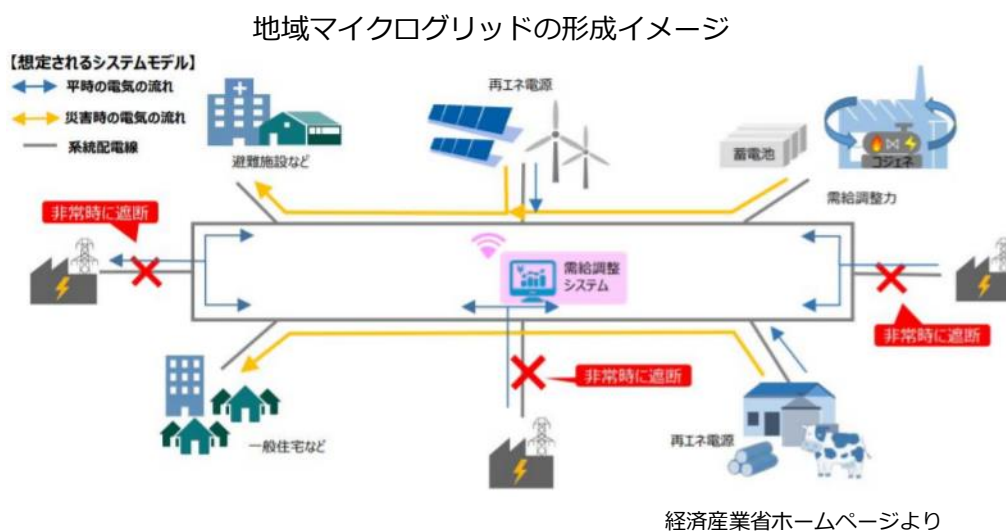 地域マイクログリッドの形成イメージ
【想定されるシステムモデル】
平時の電気の流れ
災害時の電気の流れ
系統配電線
避難施設など
再エネ電源
蓄電池
コジェネ
需給調整力
非常時に遮断
需給調整
システム
非常時に遮断
非常時に遮断
一般住宅など
再エネ電源
経済産業省ホームページより